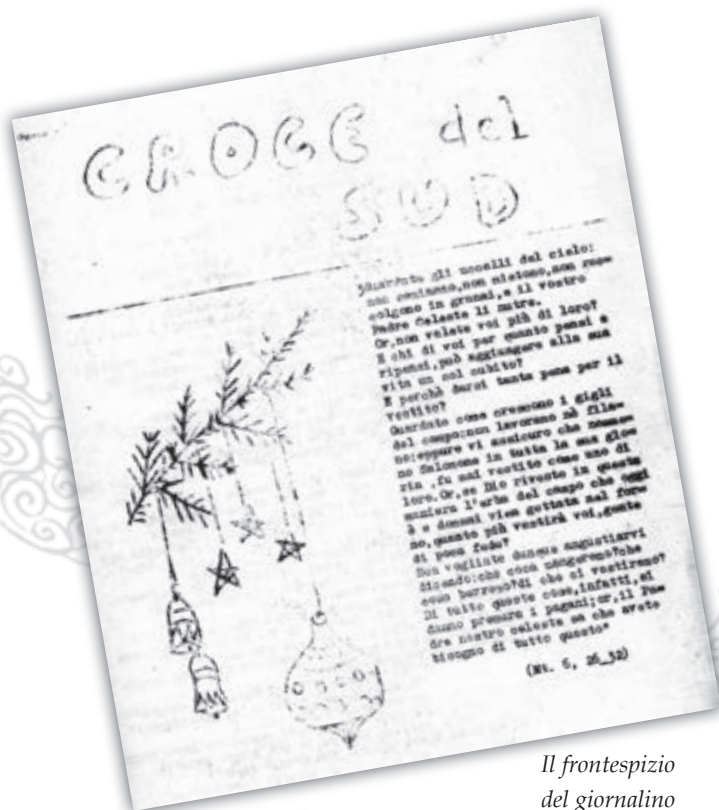 CROCE del
SUD
"Guardate gli uccelli del cielo:
non seminano, non mietono, non rac-
colgono in granai, e il vostro
Padre Celeste li nutre.
Or, non valete voi più di loro?
E chi di voi per quanto pensi e
ripensi, può aggiungere alla sua
vita un sol cubito?
E perchè darsi tanta pena per il
vestito?
Guardate come crescono i gigli
del campo: non lavorano nè fila-
no: eppure vi assicuro che nemme-
no Salomone in tutta la sua glo-
ria, fu mai vestito come uno di
loro. Or, se Dio riveste in questa
maniera l'erba del campo che oggi
è e domani vien gettata nel for-
no, quanto più vestirà voi, gente
di poca fede?
Non vogliate dunque angustiarvi
dicendo: che cosa mangeremo? che
cosa berremo? di che ci vestiremo?
Di tutte queste cose, infatti, si
danno premura i pagani; or, il Pa-
dre nostro celeste sa che avete
bisogno di tutto questo"
(Mt. 6, 26_32)
Il frontespizio
del giornalino